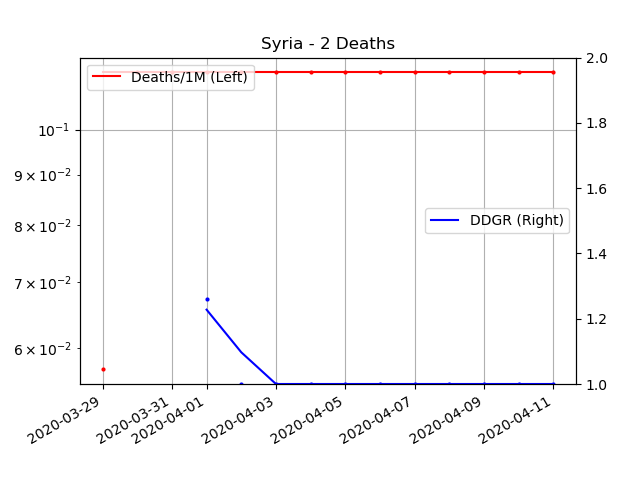 Syria - 2 Deaths
Deaths/1M (Left)
DDGR (Right)
10⁻¹
9 × 10⁻²
8 × 10⁻²
7 × 10⁻²
6 × 10⁻²
2.0
1.8
1.6
1.4
1.2
1.0
2020-03-29
2020-03-31
2020-04-01
2020-04-03
2020-04-05
2020-04-07
2020-04-09
2020-04-11